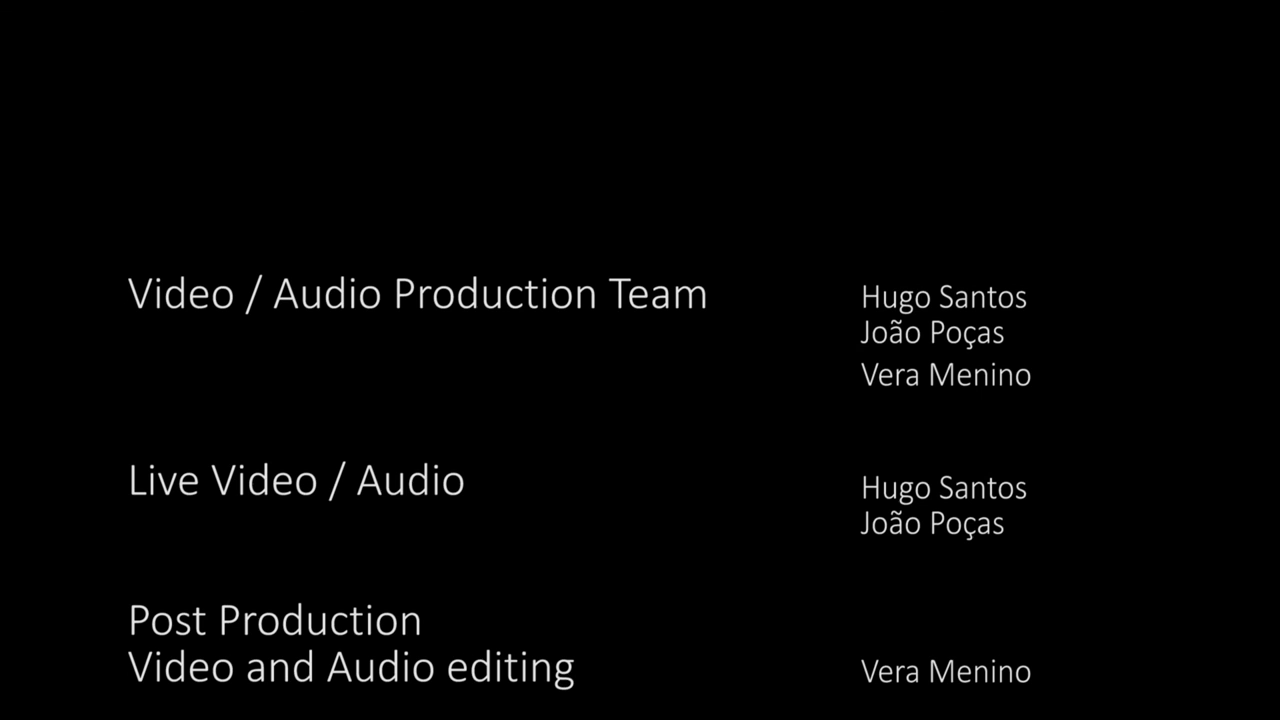 Video / Audio Production Team
Hugo Santos
João Poças
Vera Menino
Live Video / Audio
Hugo Santos
João Poças
Post Production
Video and Audio editing
Vera Menino